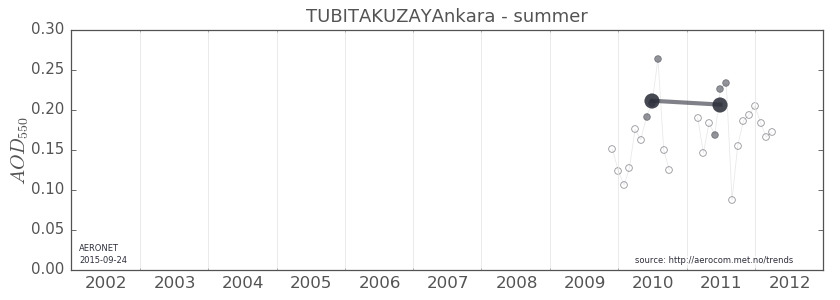 TUBITAKUZAYAnkara - summer
0.30
0.25
0.20
0.15
0.10
0.05
0.00
AOD550
AERONET
2015-09-24
source: http://aerocom.met.no/trends
2002 2003 2004 2005 2006 2007 2008 2009 2010 2011 2012